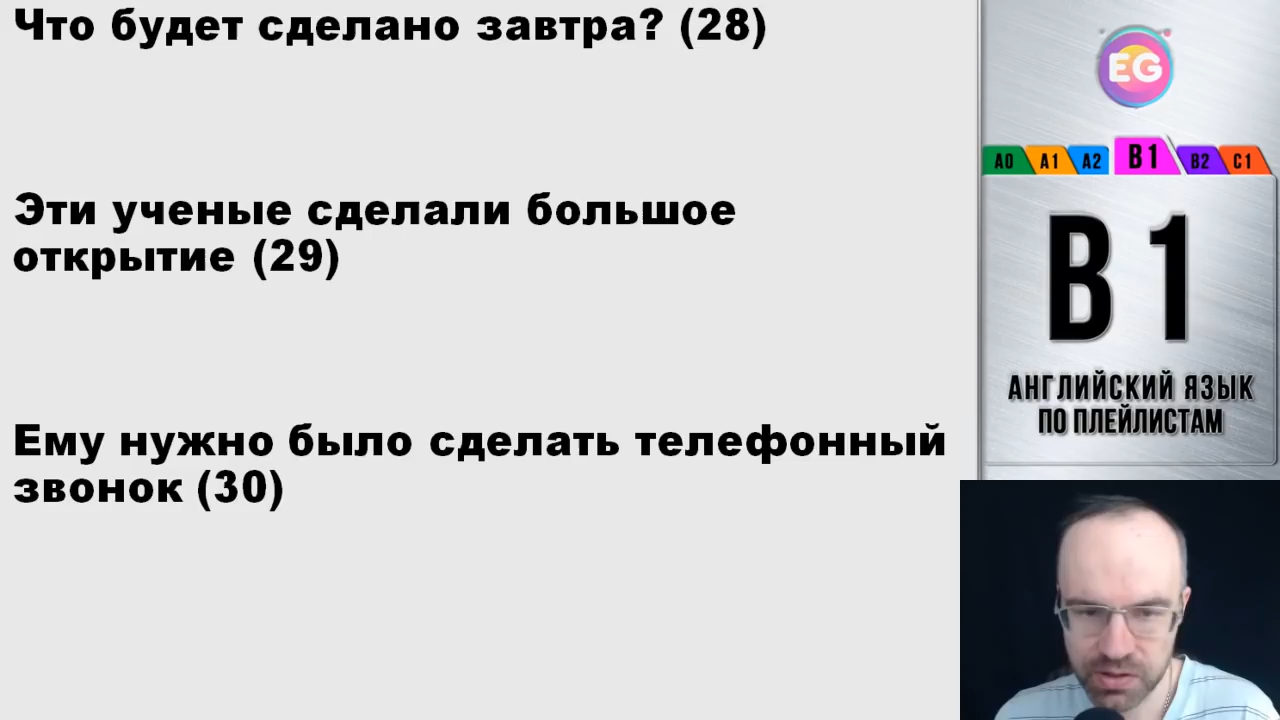 Что будет сделано завтра? (28)
Эти ученые сделали большое
открытие (29)
Ему нужно было сделать телефонный
звонок (30)
EG
A0 A1 A2 B1 B2 C1
B1
АНГЛИЙСКИЙ ЯЗЫК
ПО ПЛЕЙЛИСТАМ